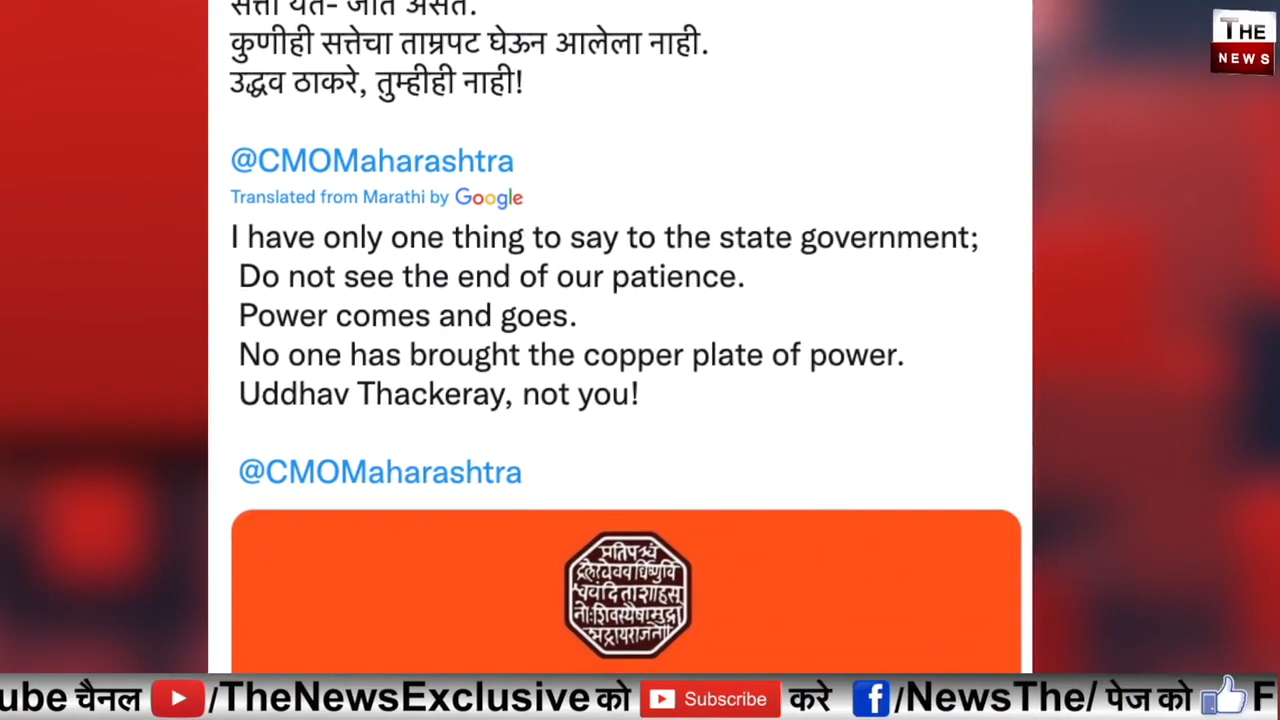 सत्ता येत- जात असते.
कुणीही सत्तेचा ताम्रपट घेऊन आलेला नाही.
उद्धव ठाकरे, तुम्हीही नाही!
@CMOMaharashtra
Translated from Marathi by Google
I have only one thing to say to the state government;
Do not see the end of our patience.
Power comes and goes.
No one has brought the copper plate of power.
Uddhav Thackeray, not you!
@CMOMaharashtra
THE
NEWS
ube चैनल /TheNewsExclusive को Subscribe करे /NewsThe/ पेज को F